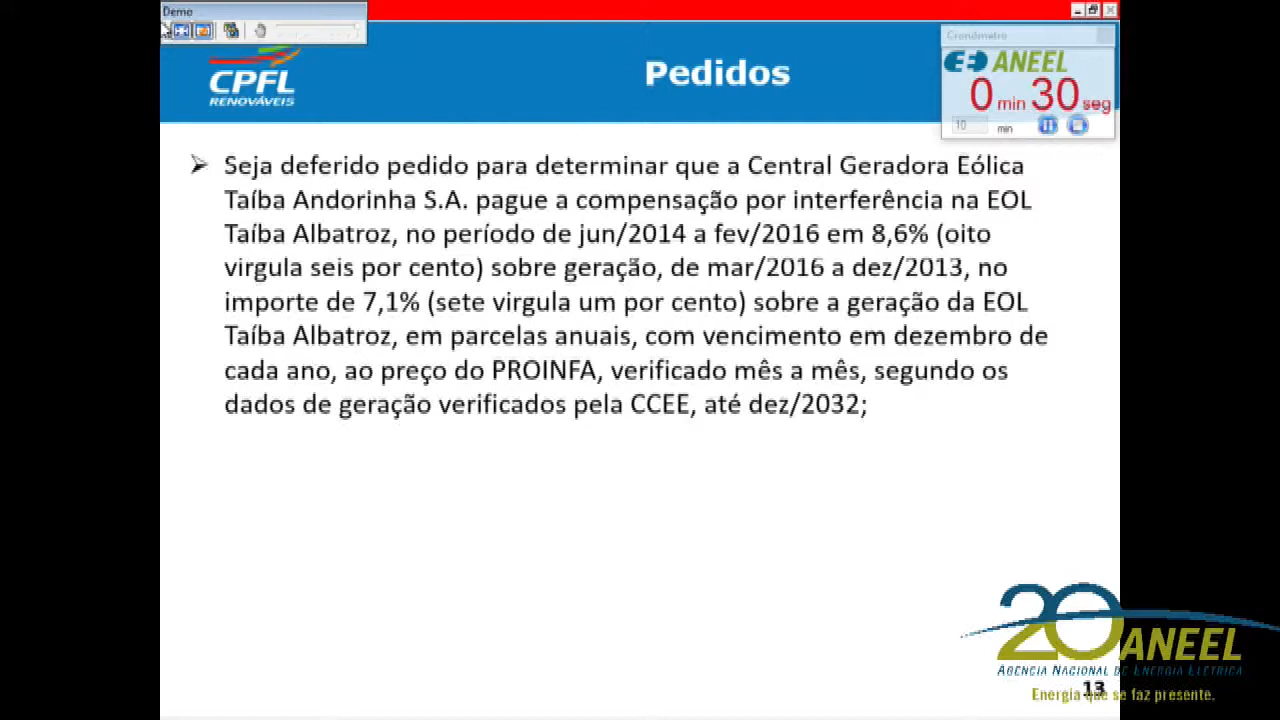 Demo
CPFL
RENOVÁVEIS
Pedidos
Cronômetro
ANEEL
0 min 30 seg
10 min
➢ Seja deferido pedido para determinar que a Central Geradora Eólica
Taíba Andorinha S.A. pague a compensação por interferência na EOL
Taíba Albatroz, no período de jun/2014 a fev/2016 em 8,6% (oito
virgula seis por cento) sobre geração, de mar/2016 a dez/2013, no
importe de 7,1% (sete virgula um por cento) sobre a geração da EOL
Taíba Albatroz, em parcelas anuais, com vencimento em dezembro de
cada ano, ao preço do PROINFA, verificado mês a mês, segundo os
dados de geração verificados pela CCEE, até dez/2032;
20 ANEEL
AGENCIA NACIONAL DE ENERGIA ELÉTRICA
13
Energia que se faz presente.